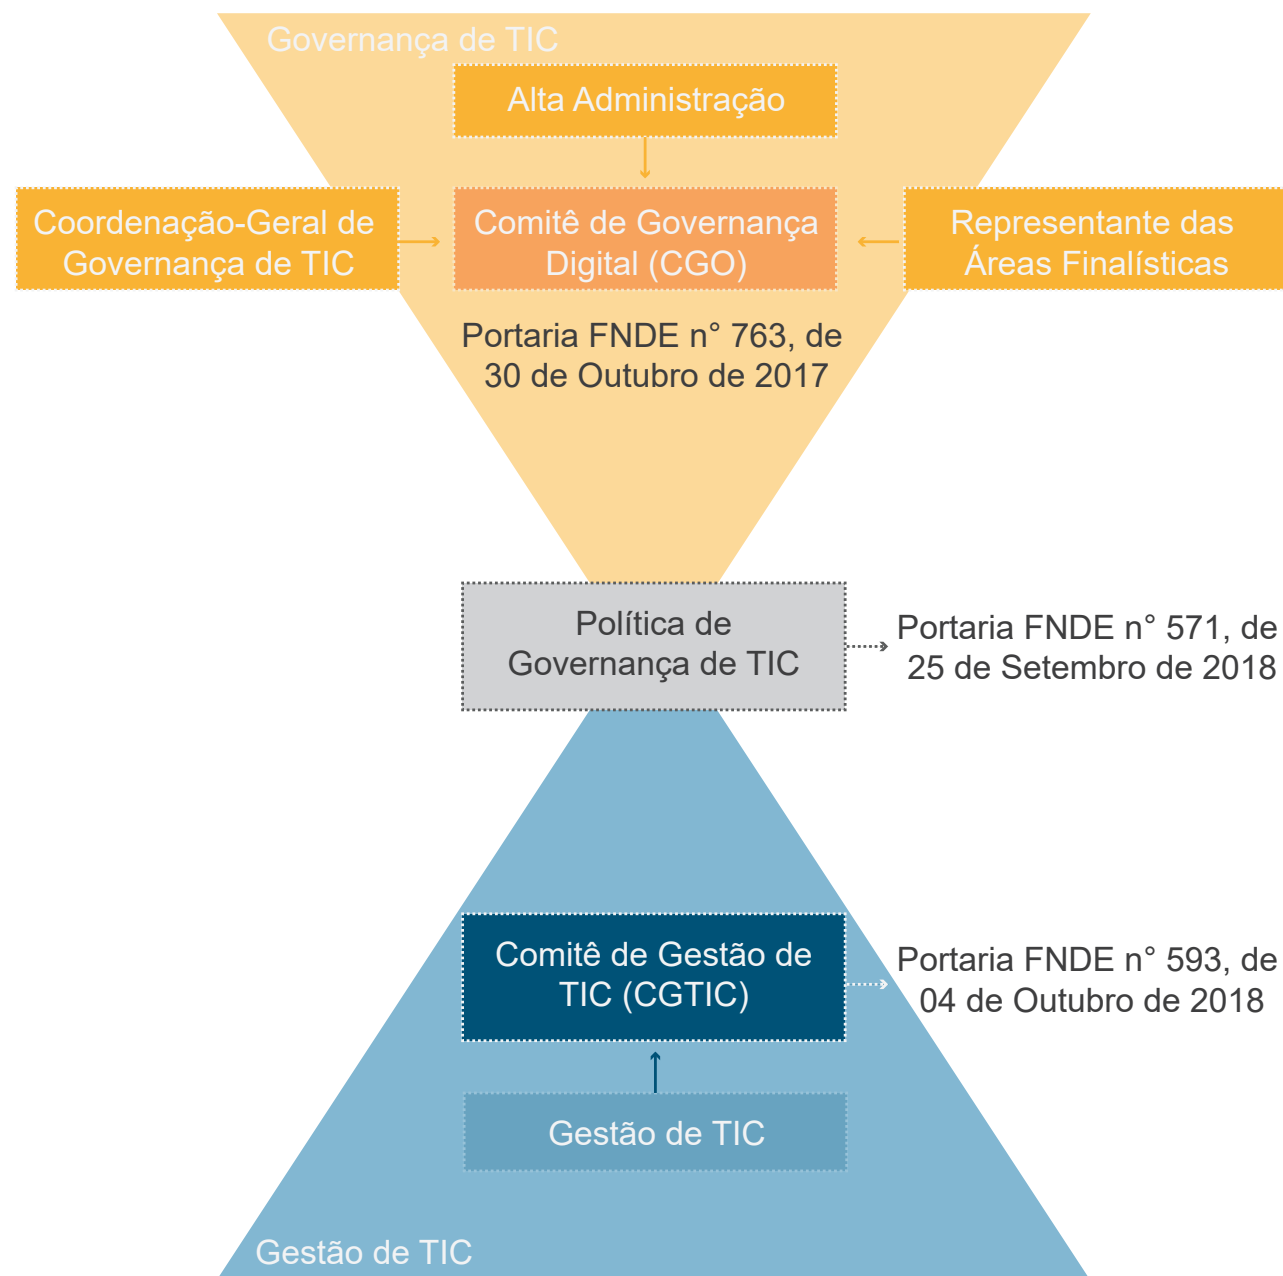 Governança de TIC
Alta Administração
Coordenação-Geral de
Governança de TIC
Comitê de Governança
Digital (CGO)
Representante das
Áreas Finalísticas
Portaria FNDE n° 763, de
30 de Outubro de 2017
Política de
Governança de TIC
Portaria FNDE n° 571, de
25 de Setembro de 2018
Comitê de Gestão de
TIC (CGTIC)
Portaria FNDE n° 593, de
04 de Outubro de 2018
Gestão de TIC
Gestão de TIC